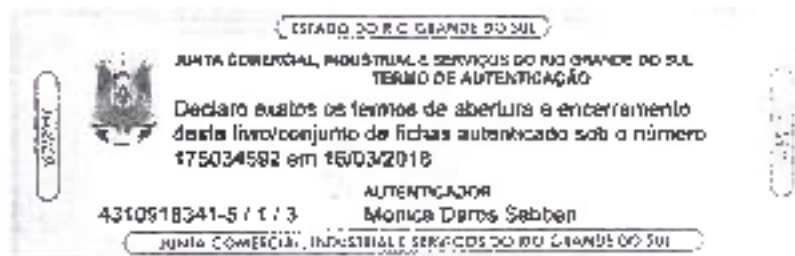 ESTADO DO RIO GRANDE DO SUL
JUNTA COMERCIAL, INDUSTRIAL E SERVIÇOS DO RIO GRANDE DO SUL
TERMO DE AUTENTICAÇÃO
Declaro exatos os termos de abertura e encerramento
deste livro/conjunto de fichas autenticado sob o número
175034592 em 16/03/2018
AUTENTICADOR
4310918341-5 / 1 / 3 Monica Daros Sebben
JUNTA COMERCIAL, INDUSTRIAL E SERVIÇOS DO RIO GRANDE DO SUL